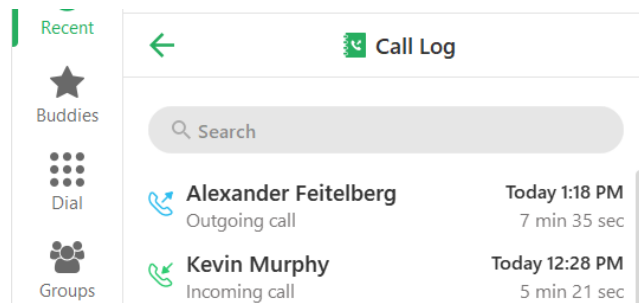 Recent
Buddies
Dial
Groups
Call Log
Search
Alexander Feitelberg Today 1:18 PM
Outgoing call 7 min 35 sec
Kevin Murphy Today 12:28 PM
Incoming call 5 min 21 sec